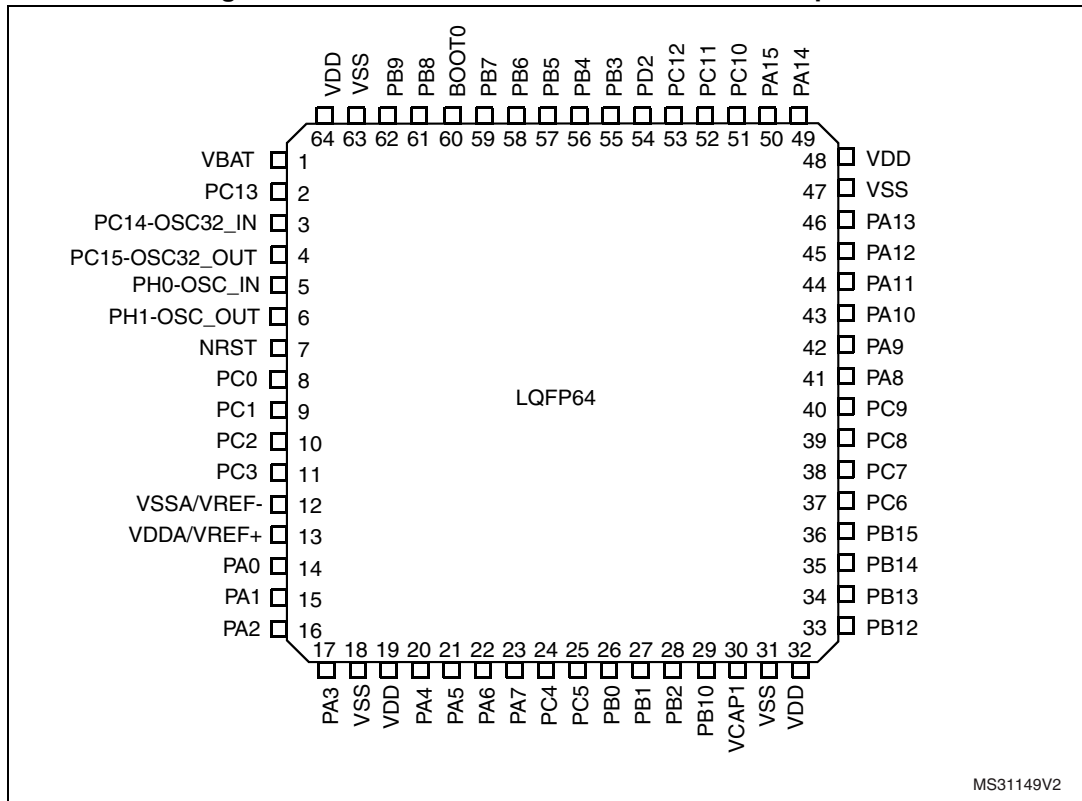 VDD
VSS
PB9
PB8
BOOT0
PB7
PB6
PB5
PB4
PB3
PD2
PC12
PC11
PC10
PA15
PA14
64 63 62 61 60 59 58 57 56 55 54 53 52 51 50 49
VBAT 1
PC13 2
PC14-OSC32_IN 3
PC15-OSC32_OUT 4
PH0-OSC_IN 5
PH1-OSC_OUT 6
NRST 7
PC0 8
PC1 9
PC2 10
PC3 11
VSSA/VREF- 12
VDDA/VREF+ 13
PA0 14
PA1 15
PA2 16
LQFP64
48 VDD
47 VSS
46 PA13
45 PA12
44 PA11
43 PA10
42 PA9
41 PA8
40 PC9
39 PC8
38 PC7
37 PC6
36 PB15
35 PB14
34 PB13
33 PB12
17 18 19 20 21 22 23 24 25 26 27 28 29 30 31 32
PA3
VSS
VDD
PA4
PA5
PA6
PA7
PC4
PC5
PB0
PB1
PB2
PB10
VCAP1
VSS
VDD
MS31149V2